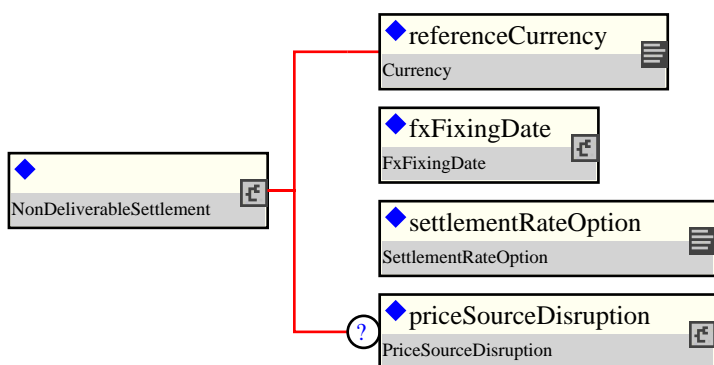 referenceCurrency
Currency
fxFixingDate
FxFixingDate
NonDeliverableSettlement
settlementRateOption
SettlementRateOption
?
priceSourceDisruption
PriceSourceDisruption